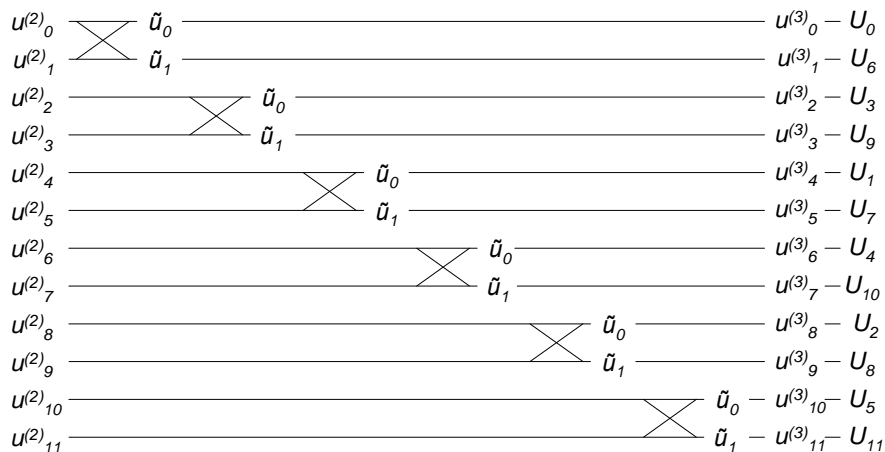 u⁽²⁾₀ ũ₀ u⁽³⁾₀ – U₀
u⁽²⁾₁ ũ₁ u⁽³⁾₁ – U₆
u⁽²⁾₂ ũ₀ u⁽³⁾₂ – U₃
u⁽²⁾₃ ũ₁ u⁽³⁾₃ – U₉
u⁽²⁾₄ ũ₀ u⁽³⁾₄ – U₁
u⁽²⁾₅ ũ₁ u⁽³⁾₅ – U₇
u⁽²⁾₆ ũ₀ u⁽³⁾₆ – U₄
u⁽²⁾₇ ũ₁ u⁽³⁾₇ – U₁₀
u⁽²⁾₈ ũ₀ u⁽³⁾₈ – U₂
u⁽²⁾₉ ũ₁ u⁽³⁾₉ – U₈
u⁽²⁾₁₀ ũ₀ u⁽³⁾₁₀ – U₅
u⁽²⁾₁₁ ũ₁ u⁽³⁾₁₁ – U₁₁